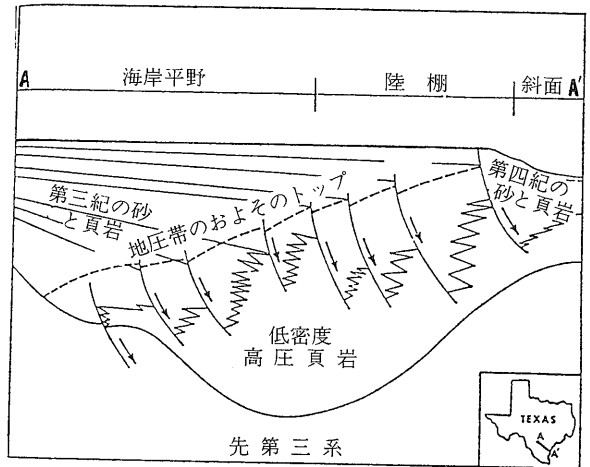 A 海岸平野 陸棚 斜面 A′
第四紀の
砂と頁岩
第三紀の砂
と頁岩
地圧帯のおよそのトップ
低密度
高圧頁岩
先第三系
TEXAS
A
A′